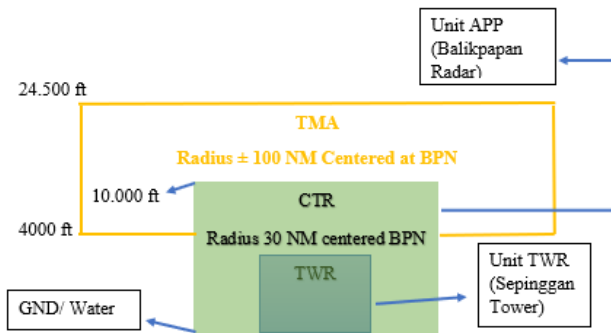 Unit APP
(Balikpapan
Radar)
24.500 ft
TMA
Radius ± 100 NM Centered at BPN
10.000 ft
CTR
4000 ft
Radius 30 NM centered BPN
TWR
Unit TWR
(Sepinggan
Tower)
GND/ Water